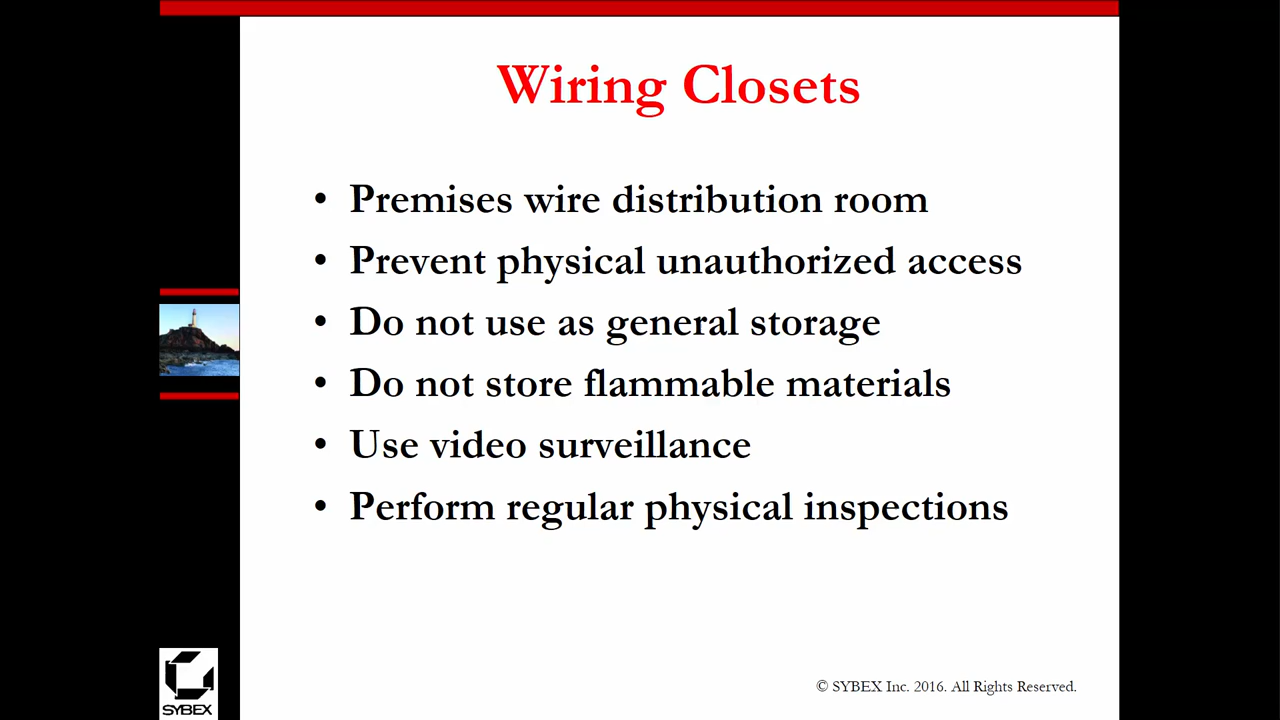 Wiring Closets
• Premises wire distribution room
• Prevent physical unauthorized access
• Do not use as general storage
• Do not store flammable materials
• Use video surveillance
• Perform regular physical inspections
© SYBEX Inc. 2016. All Rights Reserved.
SYBEX